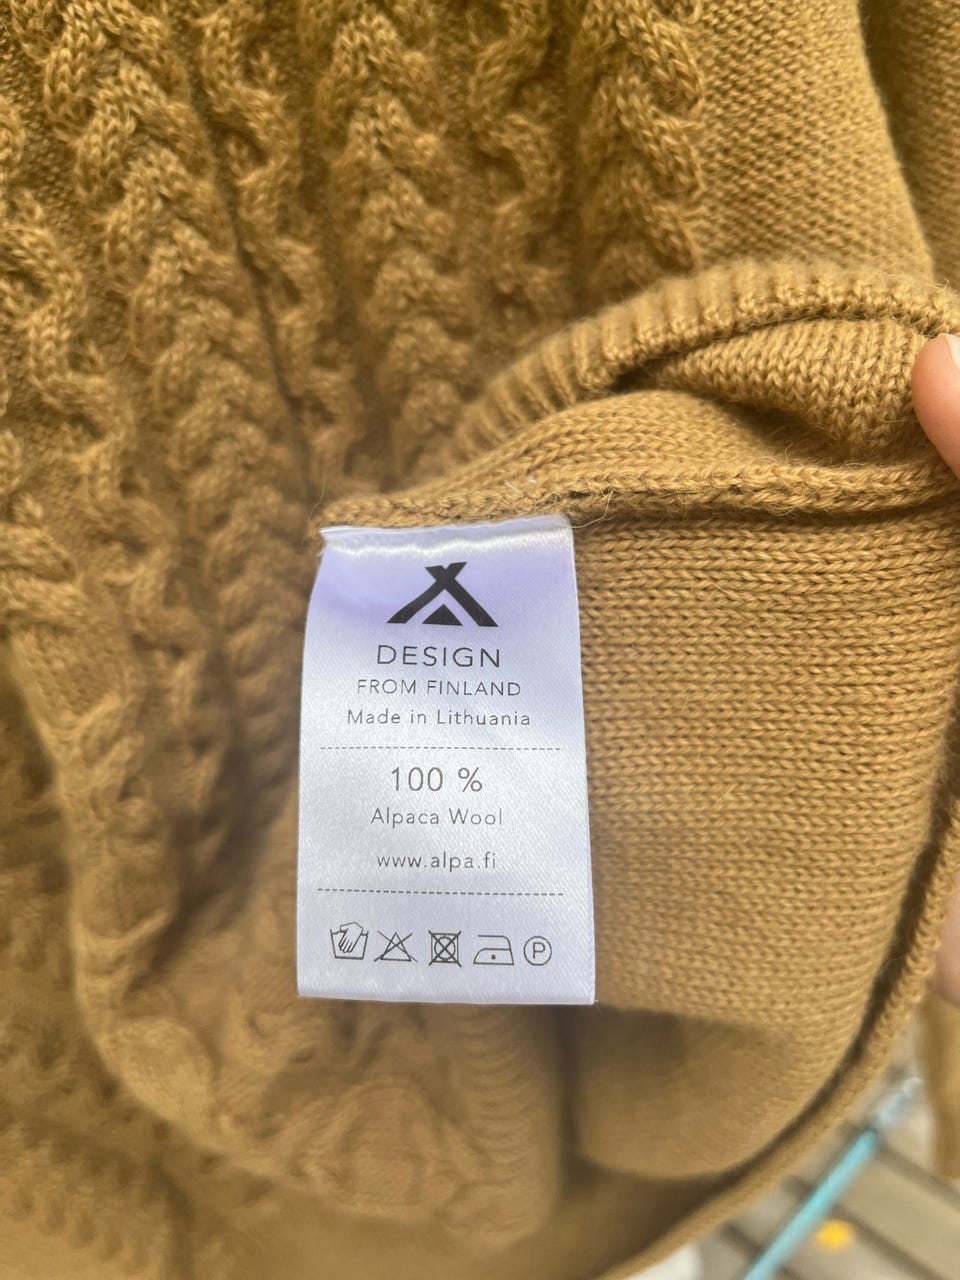 DESIGN
FROM FINLAND
Made in Lithuania
100 %
Alpaca Wool
www.alpa.fi
P